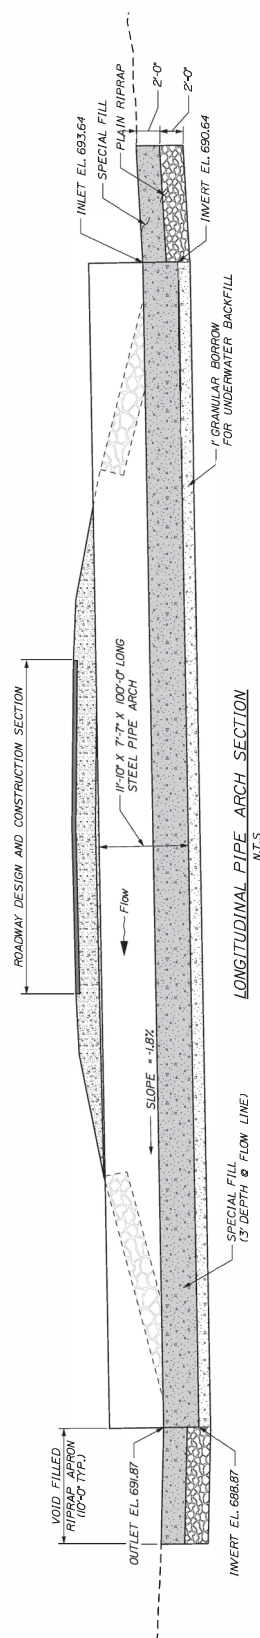 ROADWAY DESIGN AND CONSTRUCTION SECTION
VOID FILLED
RIPRAP APRON
(10'-0" TYP.)
OUTLET EL. 691.87
INVERT EL. 688.87
SPECIAL FILL
(3' DEPTH @ FLOW LINE)
SLOPE = -1.8%
Flow
11'-10" X 7'-7" X 100'-0" LONG
STEEL PIPE ARCH
INLET EL. 693.64
SPECIAL FILL
PLAIN RIPRAP
2'-0"
2'-0"
INVERT EL. 690.64
1' GRANULAR BORROW
FOR UNDERWATER BACKFILL
LONGITUDINAL PIPE ARCH SECTION
N.T.S.